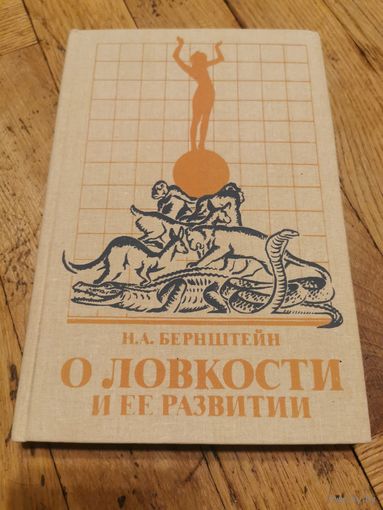 Н.А. БЕРНШТЕЙН
О ЛОВКОСТИ
И ЕЕ РАЗВИТИИ